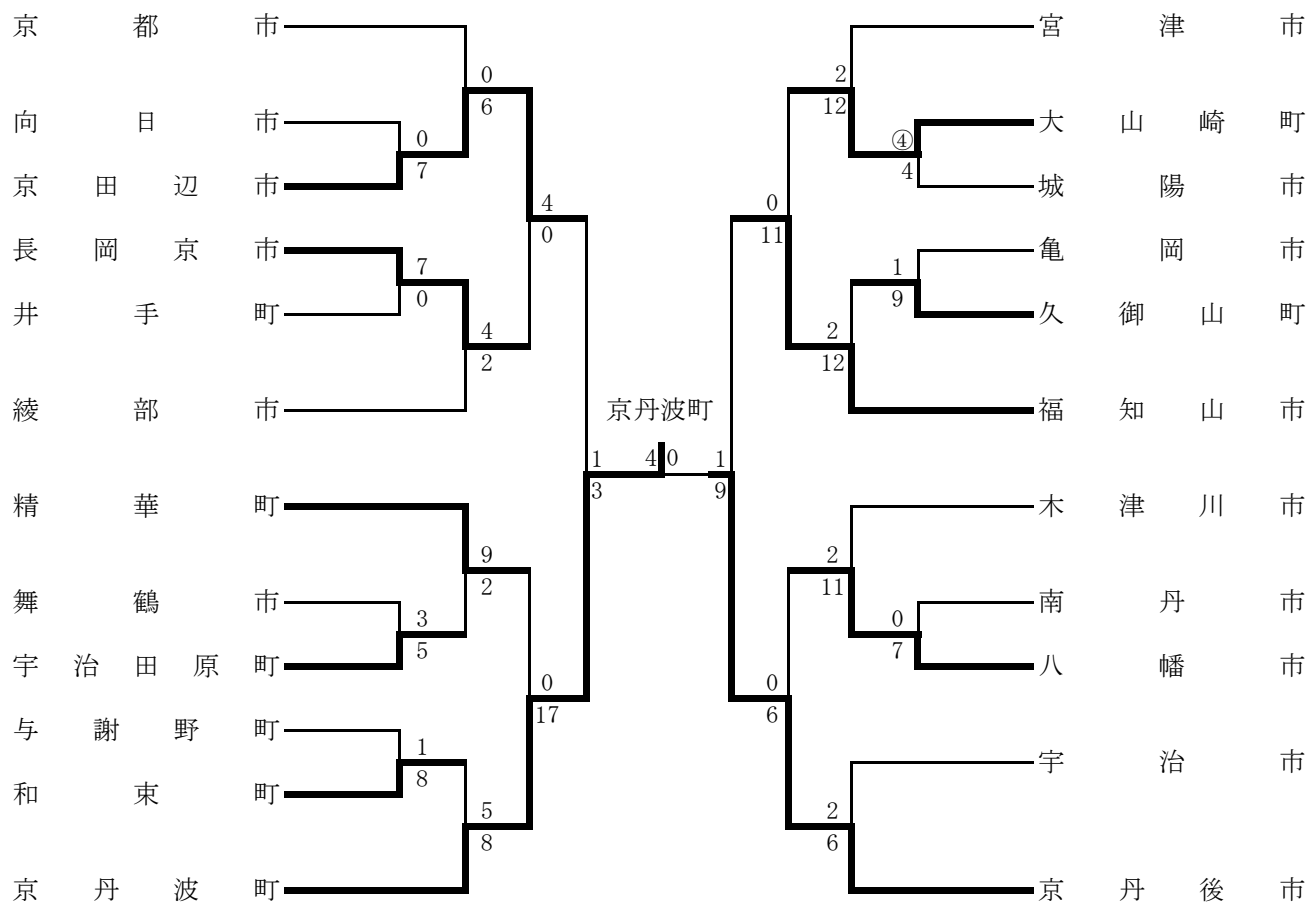 京都市 宮津市
0 2
6 12
向日市 大山崎町
0 ④
7 4
京田辺市 城陽市
4 0
0 11
長岡京市 亀岡市
7 1
0 9
井手町 久御山町
4 2
2 12
綾部市 京丹波町 福知山市
1 4 0 1
3 9
精華町 木津川市
9 2
2 11
舞鶴市 南丹市
3 0
5 7
宇治田原町 八幡市
0 0
17 6
与謝野町 宇治市
1
8
和束町
5 2
8 6
京丹波町 京丹後市